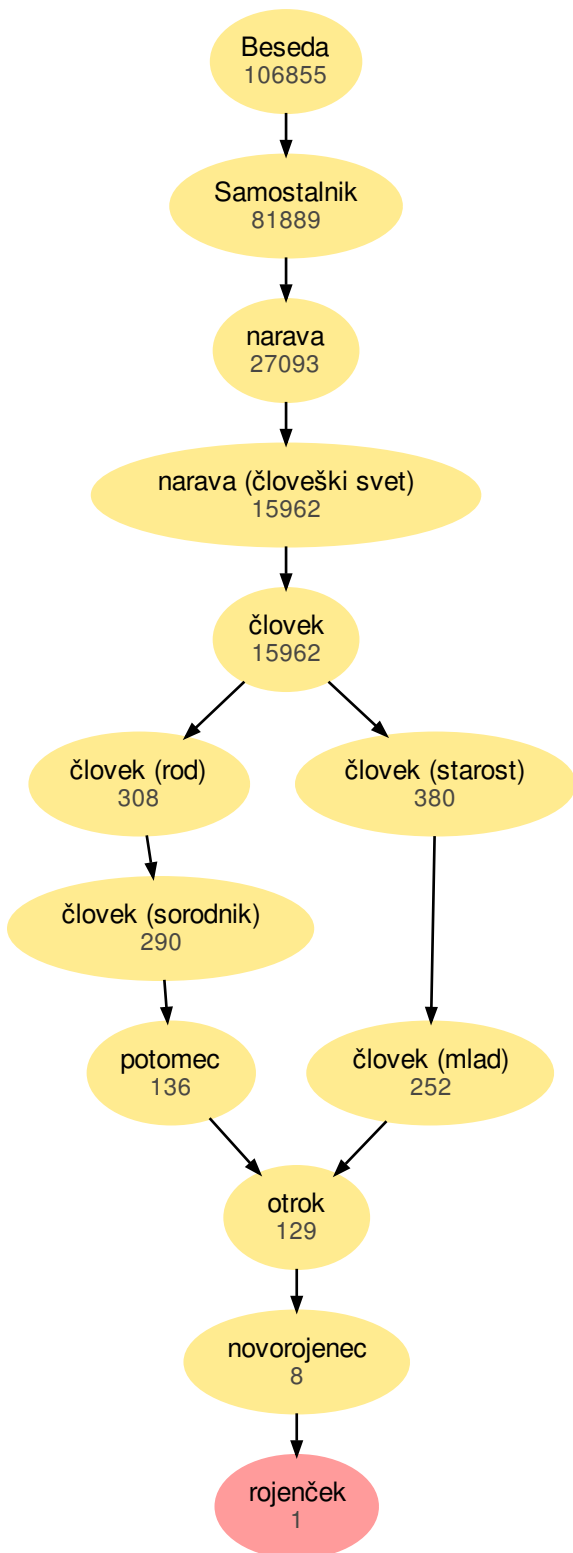 Beseda
106855
Samostalnik
81889
narava
27093
narava (človeški svet)
15962
človek
15962
človek (rod)
308
človek (starost)
380
človek (sorodnik)
290
potomec
136
človek (mlad)
252
otrok
129
novorojenec
8
rojenček
1